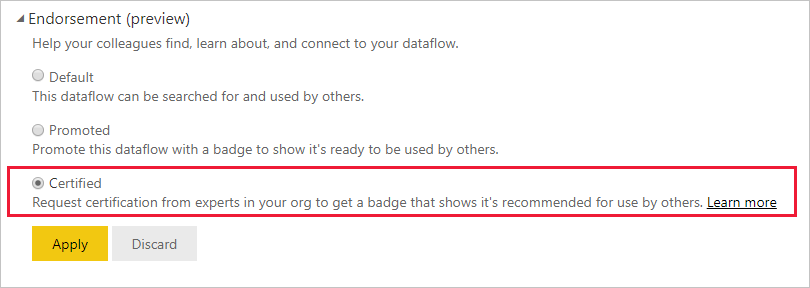 Endorsement (preview)
Help your colleagues find, learn about, and connect to your dataflow.
Default
This dataflow can be searched for and used by others.
Promoted
Promote this dataflow with a badge to show it's ready to be used by others.
Certified
Request certification from experts in your org to get a badge that shows it's recommended for use by others. Learn more
Apply Discard